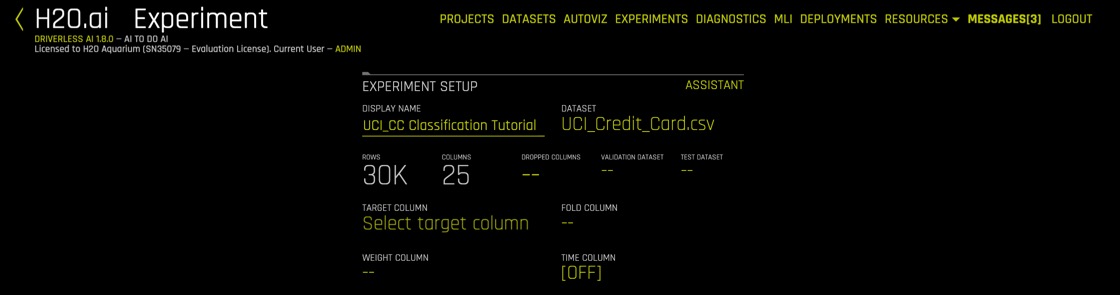 H2O.ai Experiment
PROJECTS DATASETS AUTOVIZ EXPERIMENTS DIAGNOSTICS MLI DEPLOYMENTS RESOURCES MESSAGES[3] LOGOUT
DRIVERLESS AI 1.8.0 – AI TO DO AI
Licensed to H2O Aquarium (SN35079 – Evaluation License). Current User – ADMIN
EXPERIMENT SETUP ASSISTANT
DISPLAY NAME DATASET
UCI_CC Classification Tutorial UCI_Credit_Card.csv
ROWS COLUMNS DROPPED COLUMNS VALIDATION DATASET TEST DATASET
30K 25 -- -- --
TARGET COLUMN FOLD COLUMN
Select target column --
WEIGHT COLUMN TIME COLUMN
-- [OFF]